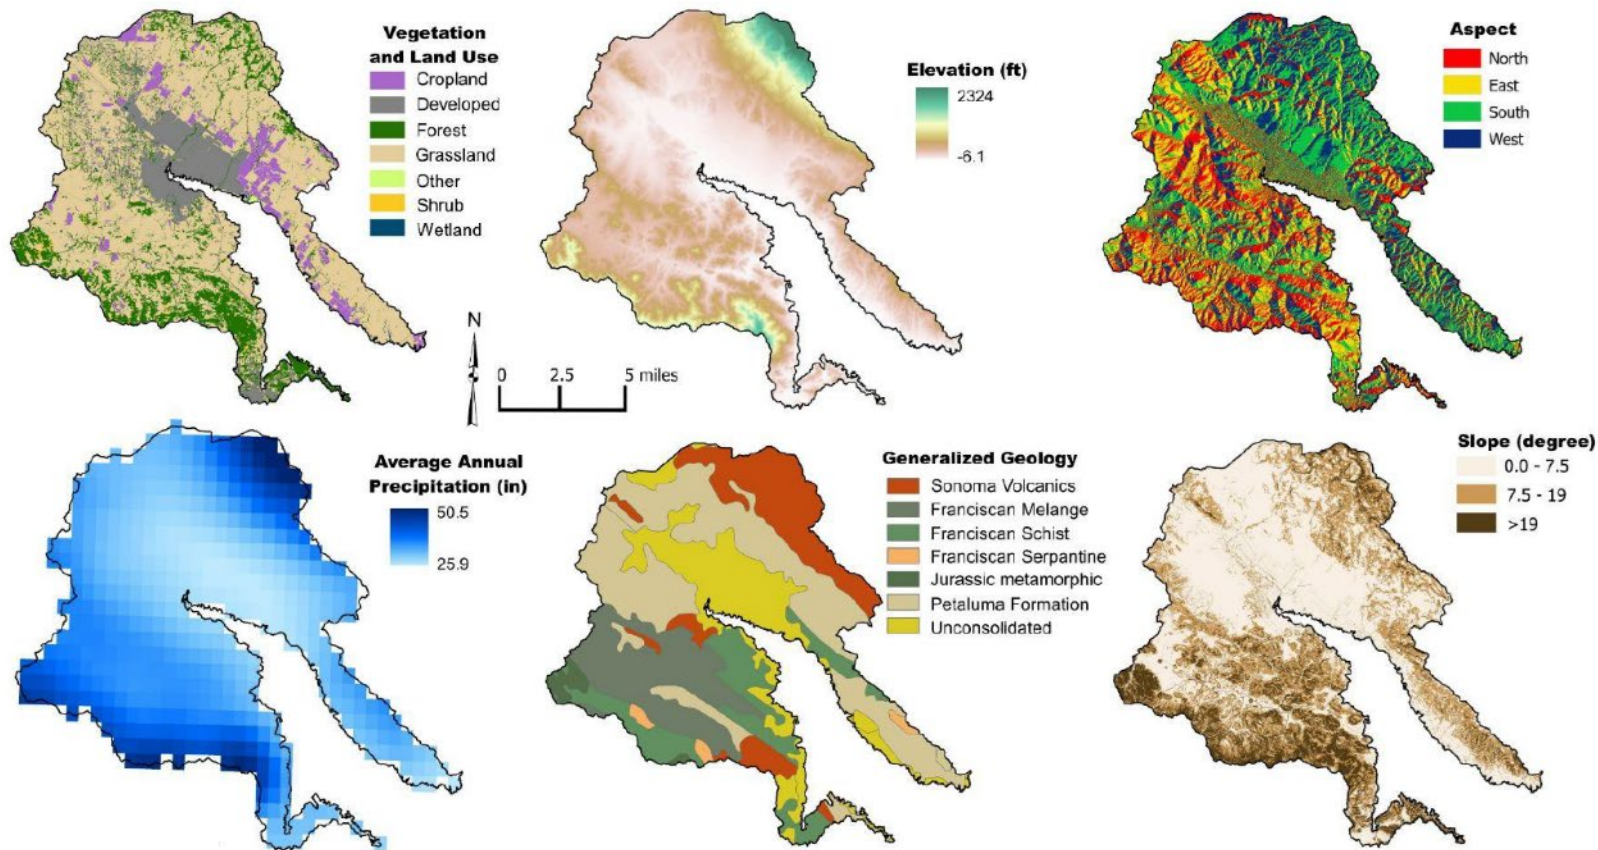 Vegetation
and Land Use
Cropland
Developed
Forest
Grassland
Other
Shrub
Wetland
Elevation (ft)
2324
-6.1
Aspect
North
East
South
West
N
0 2.5 5 miles
Average Annual
Precipitation (in)
50.5
25.9
Generalized Geology
Sonoma Volcanics
Franciscan Melange
Franciscan Schist
Franciscan Serpantine
Jurassic metamorphic
Petaluma Formation
Unconsolidated
Slope (degree)
0.0 - 7.5
7.5 - 19
>19